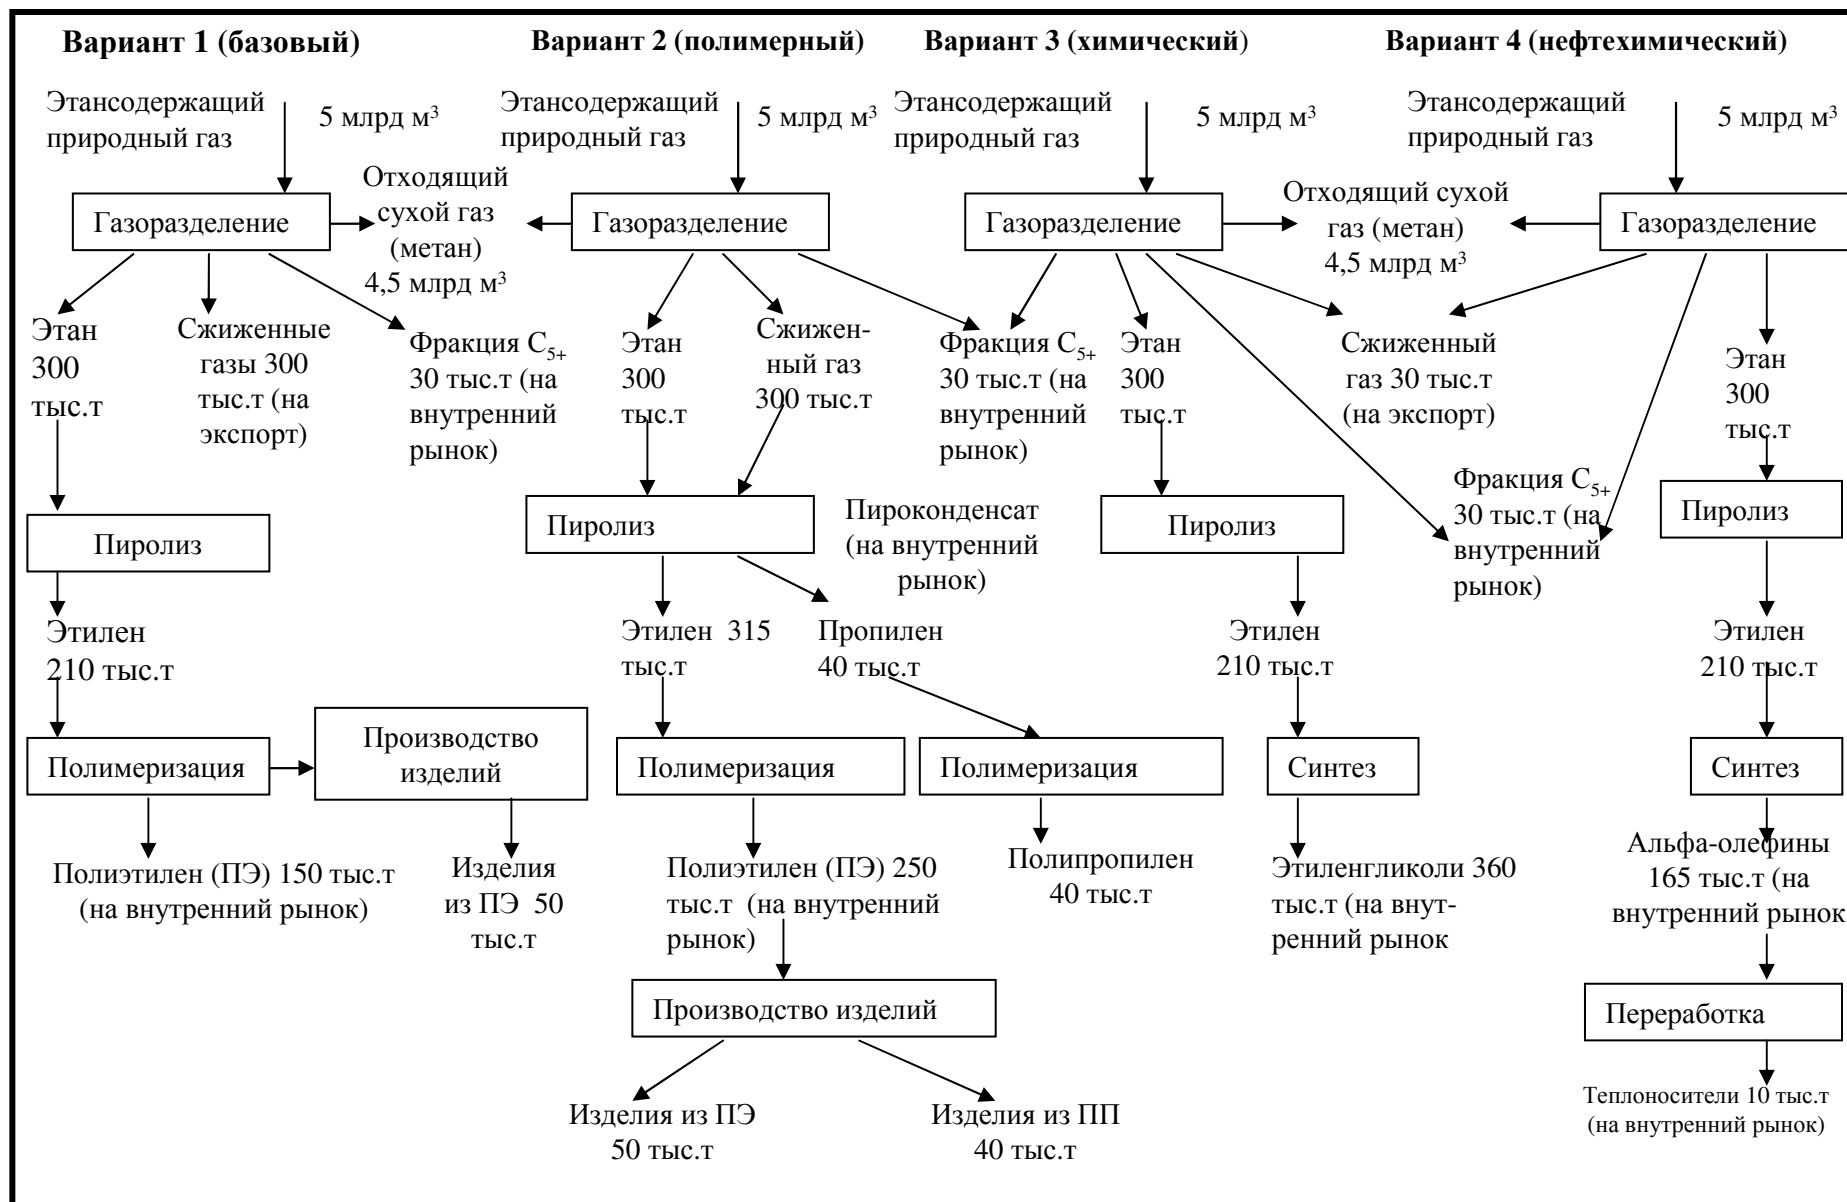 Вариант 1 (базовый)
Вариант 2 (полимерный)
Вариант 3 (химический)
Вариант 4 (нефтехимический)
Этансодержащий
природный газ
5 млрд м³
Этансодержащий
природный газ
5 млрд м³
Этансодержащий
природный газ
5 млрд м³
Этансодержащий
природный газ
5 млрд м³
Газоразделение
Отходящий
сухой газ
(метан)
4,5 млрд м³
Газоразделение
Газоразделение
Отходящий сухой
газ (метан)
4,5 млрд м³
Газоразделение
Этан
300
тыс.т
Сжиженные
газы 300
тыс.т (на
экспорт)
Фракция С₅₊
30 тыс.т (на
внутренний
рынок)
Этан
300
тыс.т
Сжижен-
ный газ
300 тыс.т
Фракция С₅₊
30 тыс.т (на
внутренний
рынок)
Этан
300
тыс.т
Сжиженный
газ 30 тыс.т
(на экспорт)
Этан
300
тыс.т
Фракция С₅₊
30 тыс.т (на
внутренний
рынок)
Пиролиз
Пиролиз
Пироконденсат
(на внутренний
рынок)
Пиролиз
Пиролиз
Этилен
210 тыс.т
Этилен 315
тыс.т
Пропилен
40 тыс.т
Этилен
210 тыс.т
Этилен
210 тыс.т
Полимеризация
Производство
изделий
Полимеризация
Полимеризация
Синтез
Синтез
Полиэтилен (ПЭ) 150 тыс.т
(на внутренний рынок)
Изделия
из ПЭ 50
тыс.т
Полиэтилен (ПЭ) 250
тыс.т (на внутренний
рынок)
Полипропилен
40 тыс.т
Этиленгликоли 360
тыс.т (на внут-
ренний рынок
Альфа-олефины
165 тыс.т (на
внутренний рынок
Производство изделий
Переработка
Изделия из ПЭ
50 тыс.т
Изделия из ПП
40 тыс.т
Теплоносители 10 тыс.т
(на внутренний рынок)